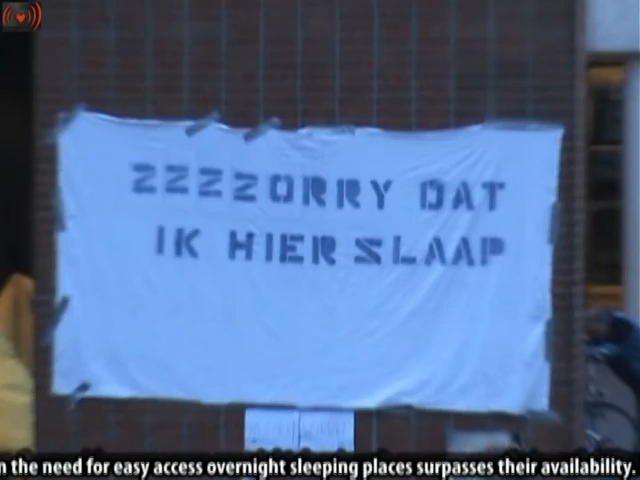 ZZZZORRY DAT
IK HIER SLAAP
n the need for easy access overnight sleeping places surpasses their availability.